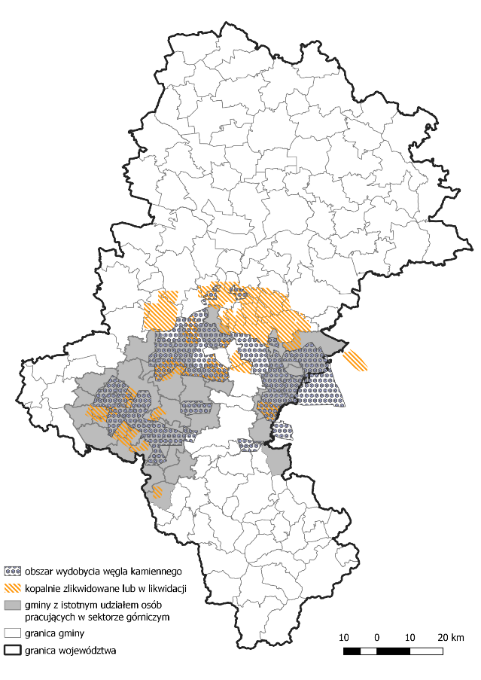 obszar wydobycia węgla kamiennego
kopalnie zlikwidowane lub w likwidacji
gminy z istotnym udziałem osób
pracujących w sektorze górniczym
granica gminy
granica województwa
10 0 10 20 km